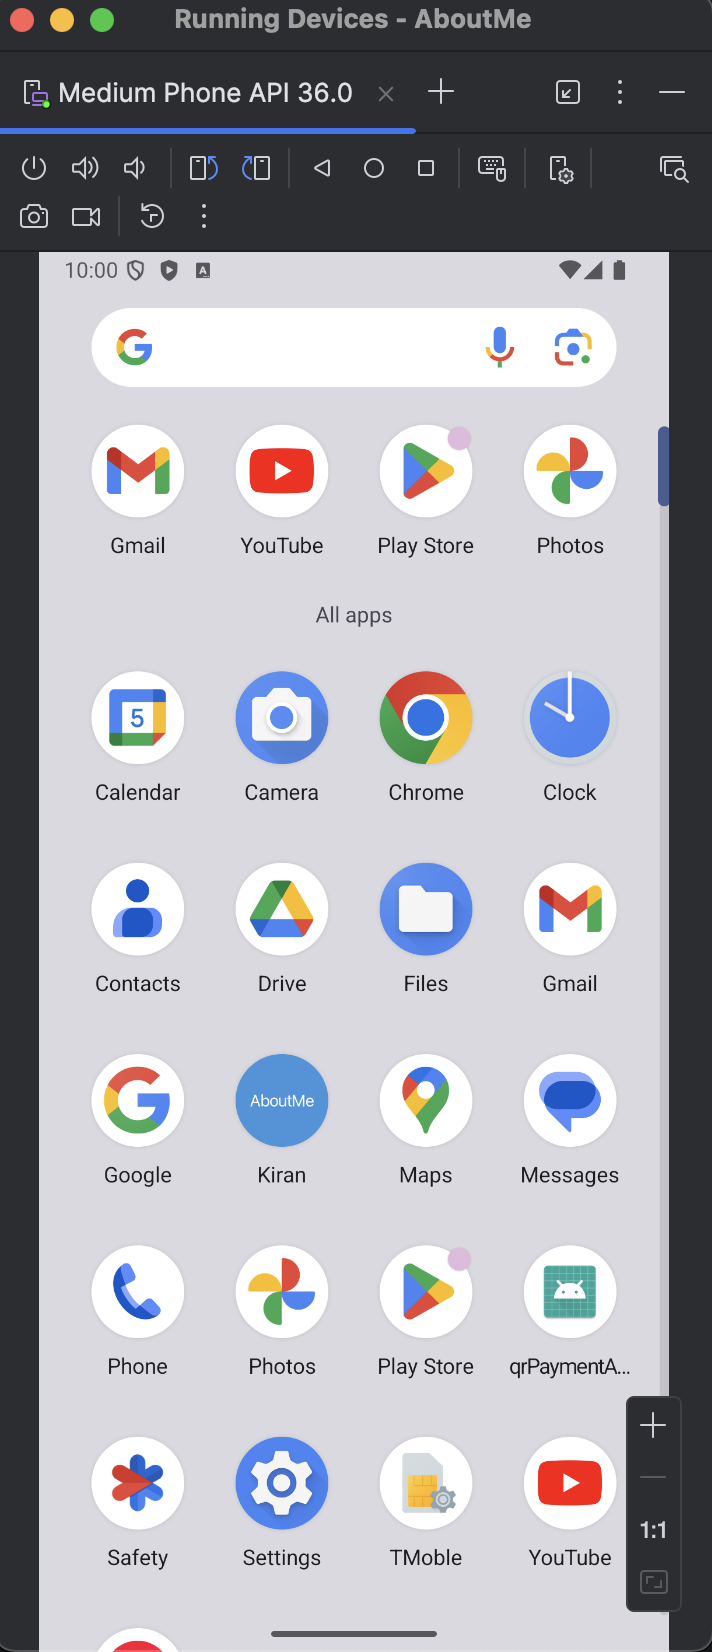 Running Devices - AboutMe
Medium Phone API 36.0
10:00
A
Gmail YouTube Play Store Photos
All apps
5
Calendar Camera Chrome Clock
Contacts Drive Files Gmail
AboutMe
Google Kiran Maps Messages
Phone Photos Play Store qrPaymentA...
Safety Settings TMoble YouTube
1:1